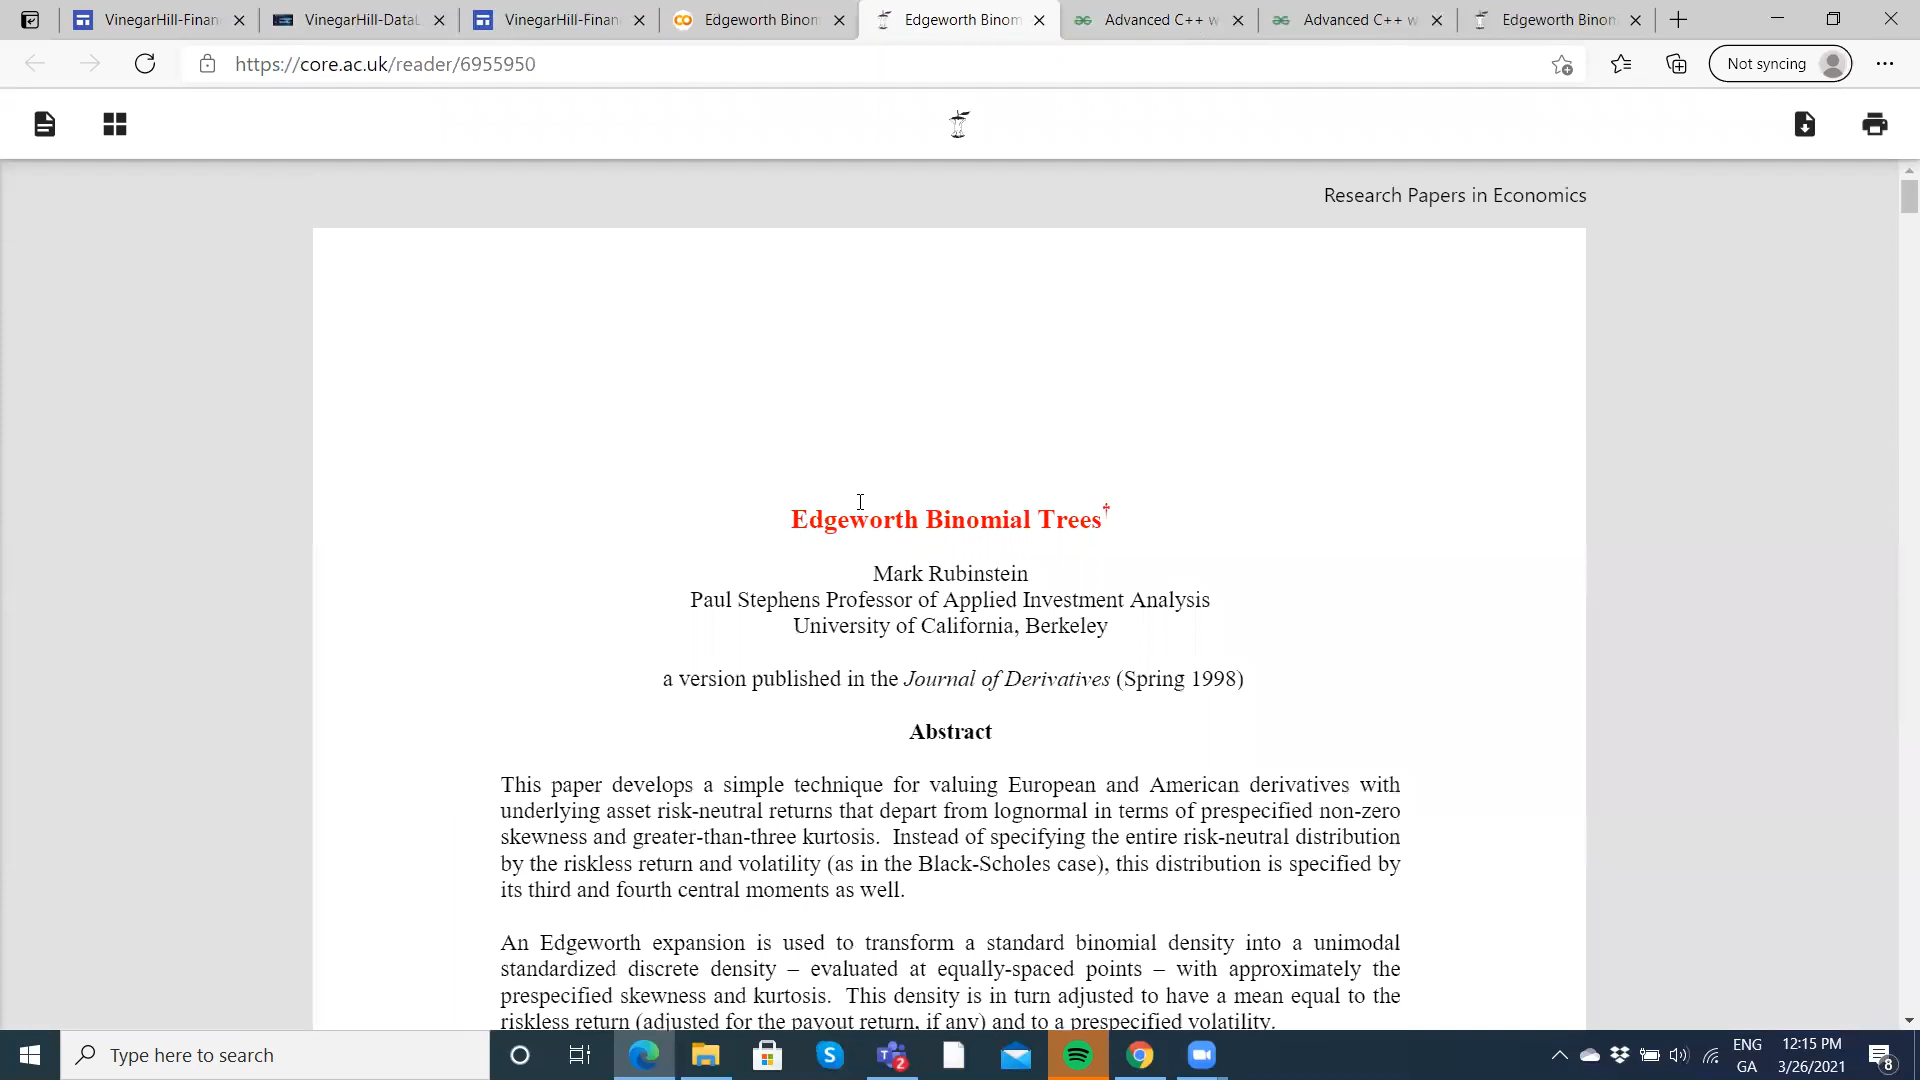 VinegarHill-Finan
VinegarHill-DataL
VinegarHill-Finan
Edgeworth Binom
Edgeworth Binom
Advanced C++ w
Advanced C++ w
Edgeworth Binom
https://core.ac.uk/reader/6955950
Not syncing
Research Papers in Economics
Edgeworth Binomial Trees†
Mark Rubinstein
Paul Stephens Professor of Applied Investment Analysis
University of California, Berkeley
a version published in the Journal of Derivatives (Spring 1998)
Abstract
This paper develops a simple technique for valuing European and American derivatives with
underlying asset risk-neutral returns that depart from lognormal in terms of prespecified non-zero
skewness and greater-than-three kurtosis. Instead of specifying the entire risk-neutral distribution
by the riskless return and volatility (as in the Black-Scholes case), this distribution is specified by
its third and fourth central moments as well.
An Edgeworth expansion is used to transform a standard binomial density into a unimodal
standardized discrete density – evaluated at equally-spaced points – with approximately the
prespecified skewness and kurtosis. This density is in turn adjusted to have a mean equal to the
riskless return (adjusted for the payout return, if any) and to a prespecified volatility.
Type here to search
2
ENG
GA
12:15 PM
3/26/2021
8